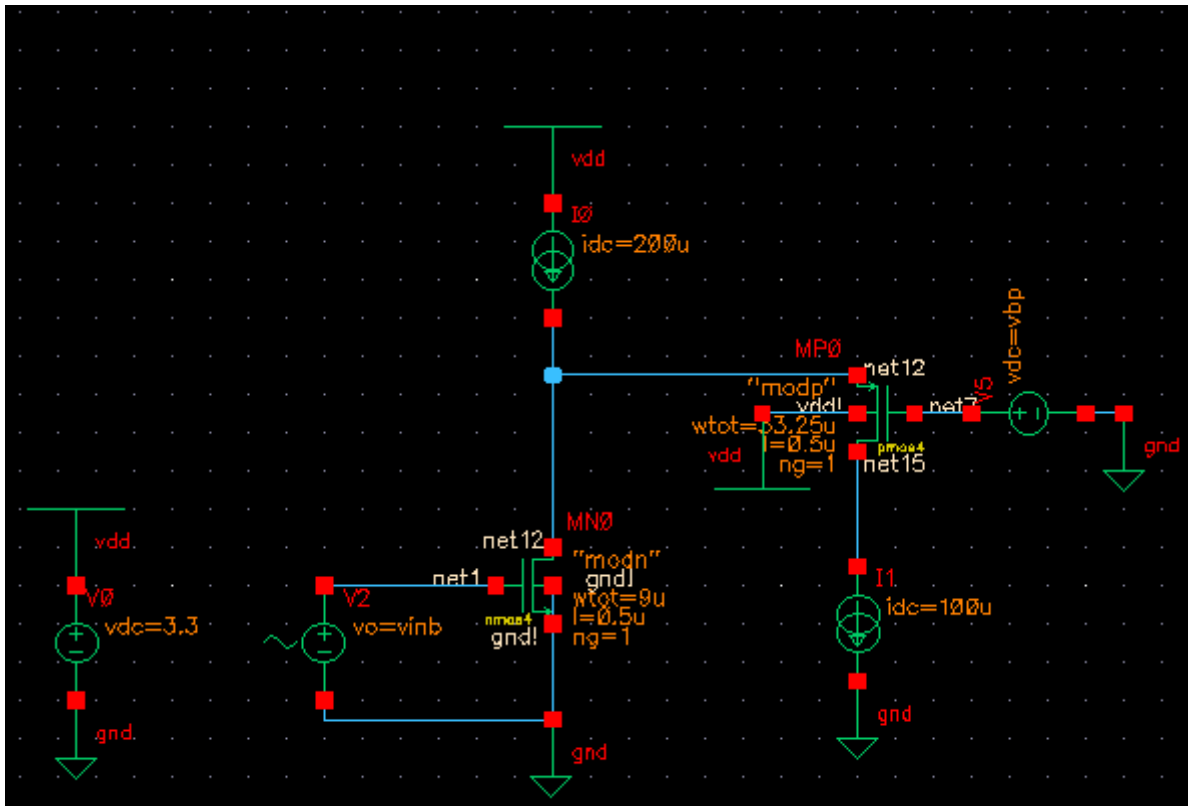 vdd
I0
idc=200u
MP0
net12
"modp"
vdd!
wtot=33.25u
l=0.5u
ng=1
pmos4
net15
vdd
net7
V5
vdc=vbp
gnd
MN0
net12
"modn"
net1
gnd!
wtot=9u
l=0.5u
ng=1
nmos4
gnd!
V2
vo=vinb
I1
idc=100u
gnd
vdd
V0
vdc=3.3
gnd
gnd